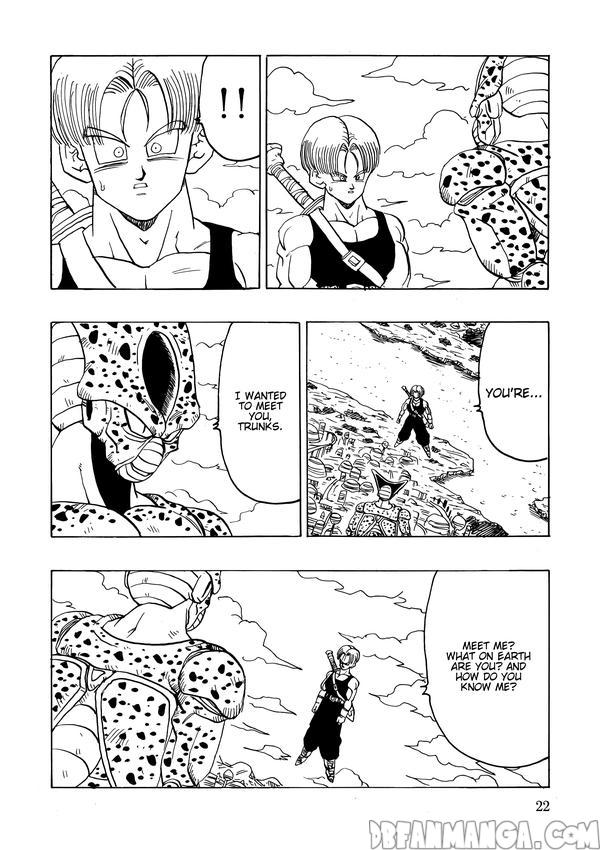 !!
YOU'RE...
I WANTED
TO MEET
YOU,
TRUNKS.
MEET ME?
WHAT ON EARTH
ARE YOU? AND
HOW DO YOU
KNOW ME?
22
DBFANMANGA.COM